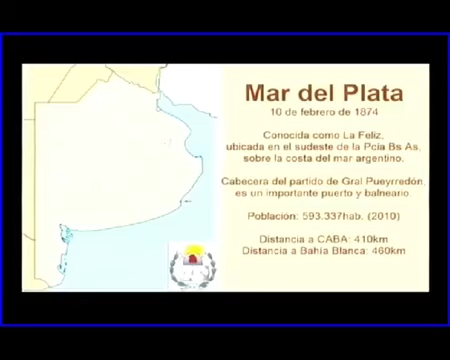 Mar del Plata
10 de febrero de 1874
Conocida como La Feliz,
ubicada en el sudeste de la Pcia Bs As,
sobre la costa del mar argentino.
Cabecera del partido de Gral Pueyrredón,
es un importante puerto y balneario.
Población: 593.337hab. (2010)
Distancia a CABA: 410km
Distancia a Bahía Blanca: 460km